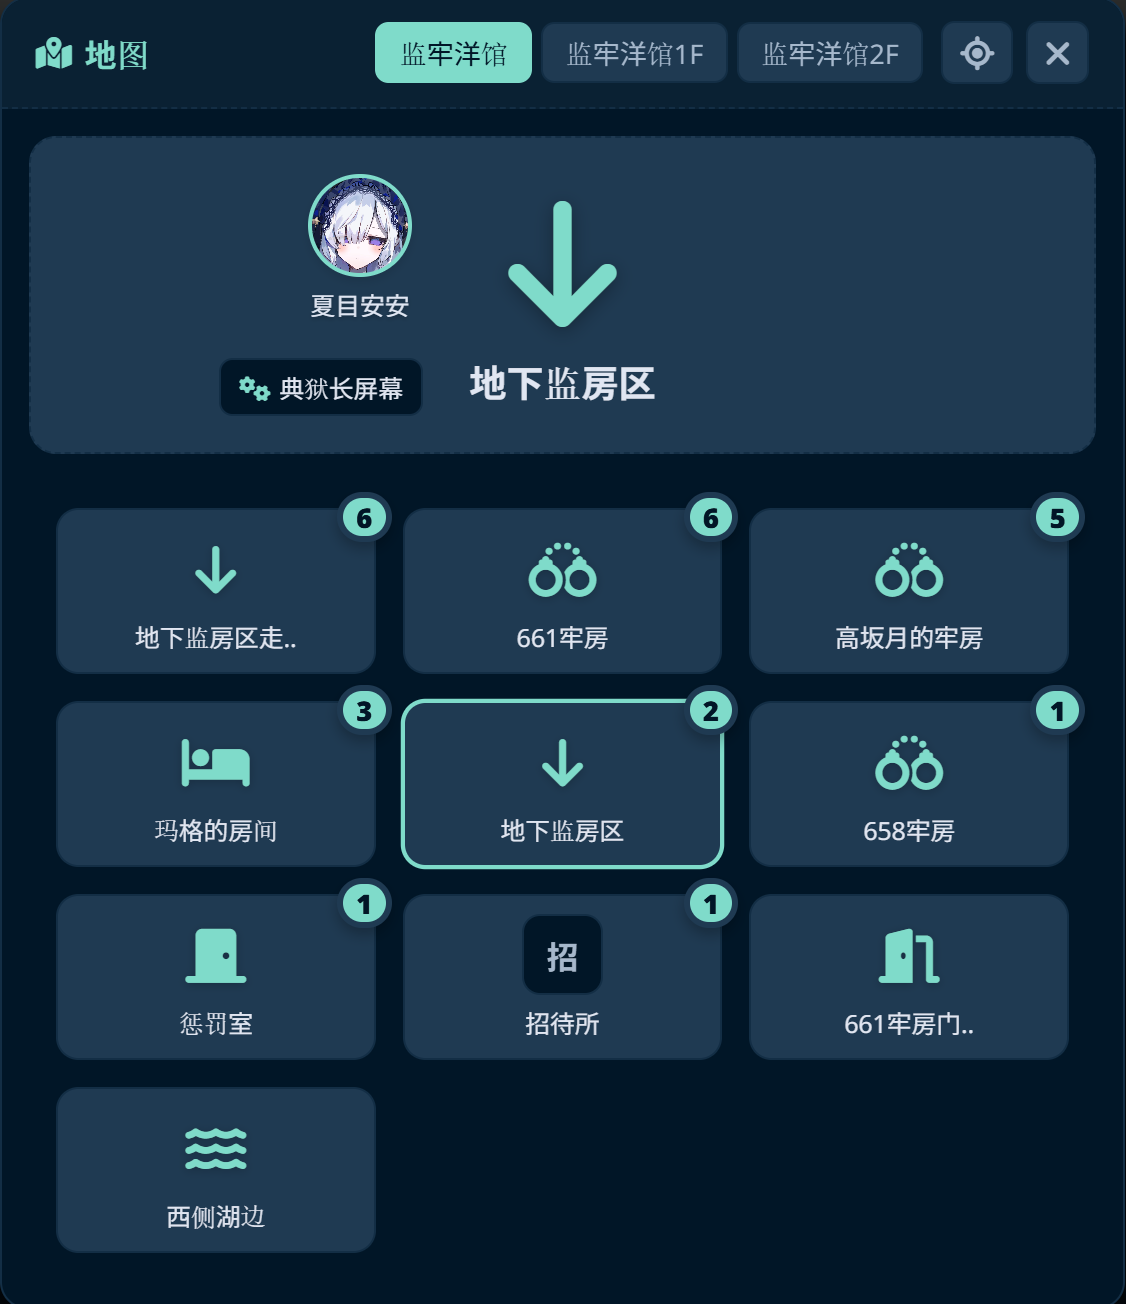 地图
监牢洋馆
监牢洋馆1F
监牢洋馆2F
夏目安安
典狱长屏幕
地下监房区
6
地下监房区走..
6
661牢房
5
高坂月的牢房
3
玛格的房间
2
地下监房区
1
658牢房
1
惩罚室
1
招
招待所
661牢房门..
西侧湖边